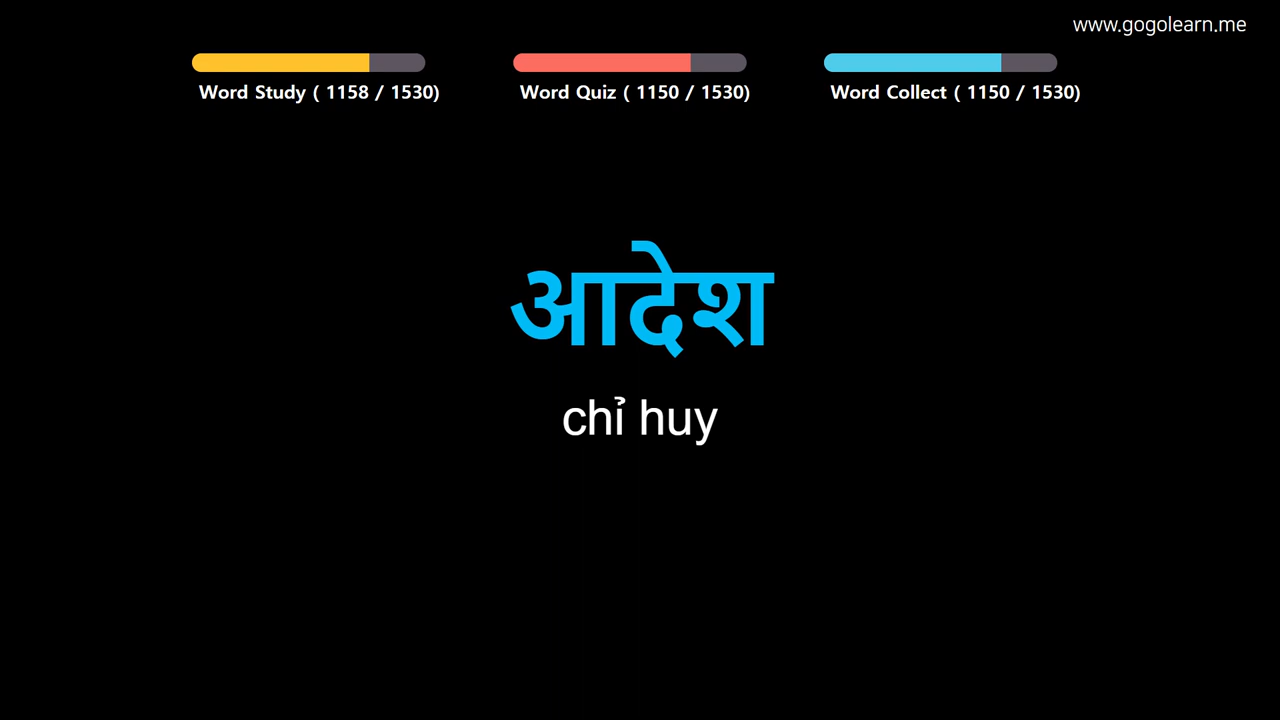 www.gogolearn.me
Word Study ( 1158 / 1530)
Word Quiz ( 1150 / 1530)
Word Collect ( 1150 / 1530)
आदेश
chỉ huy